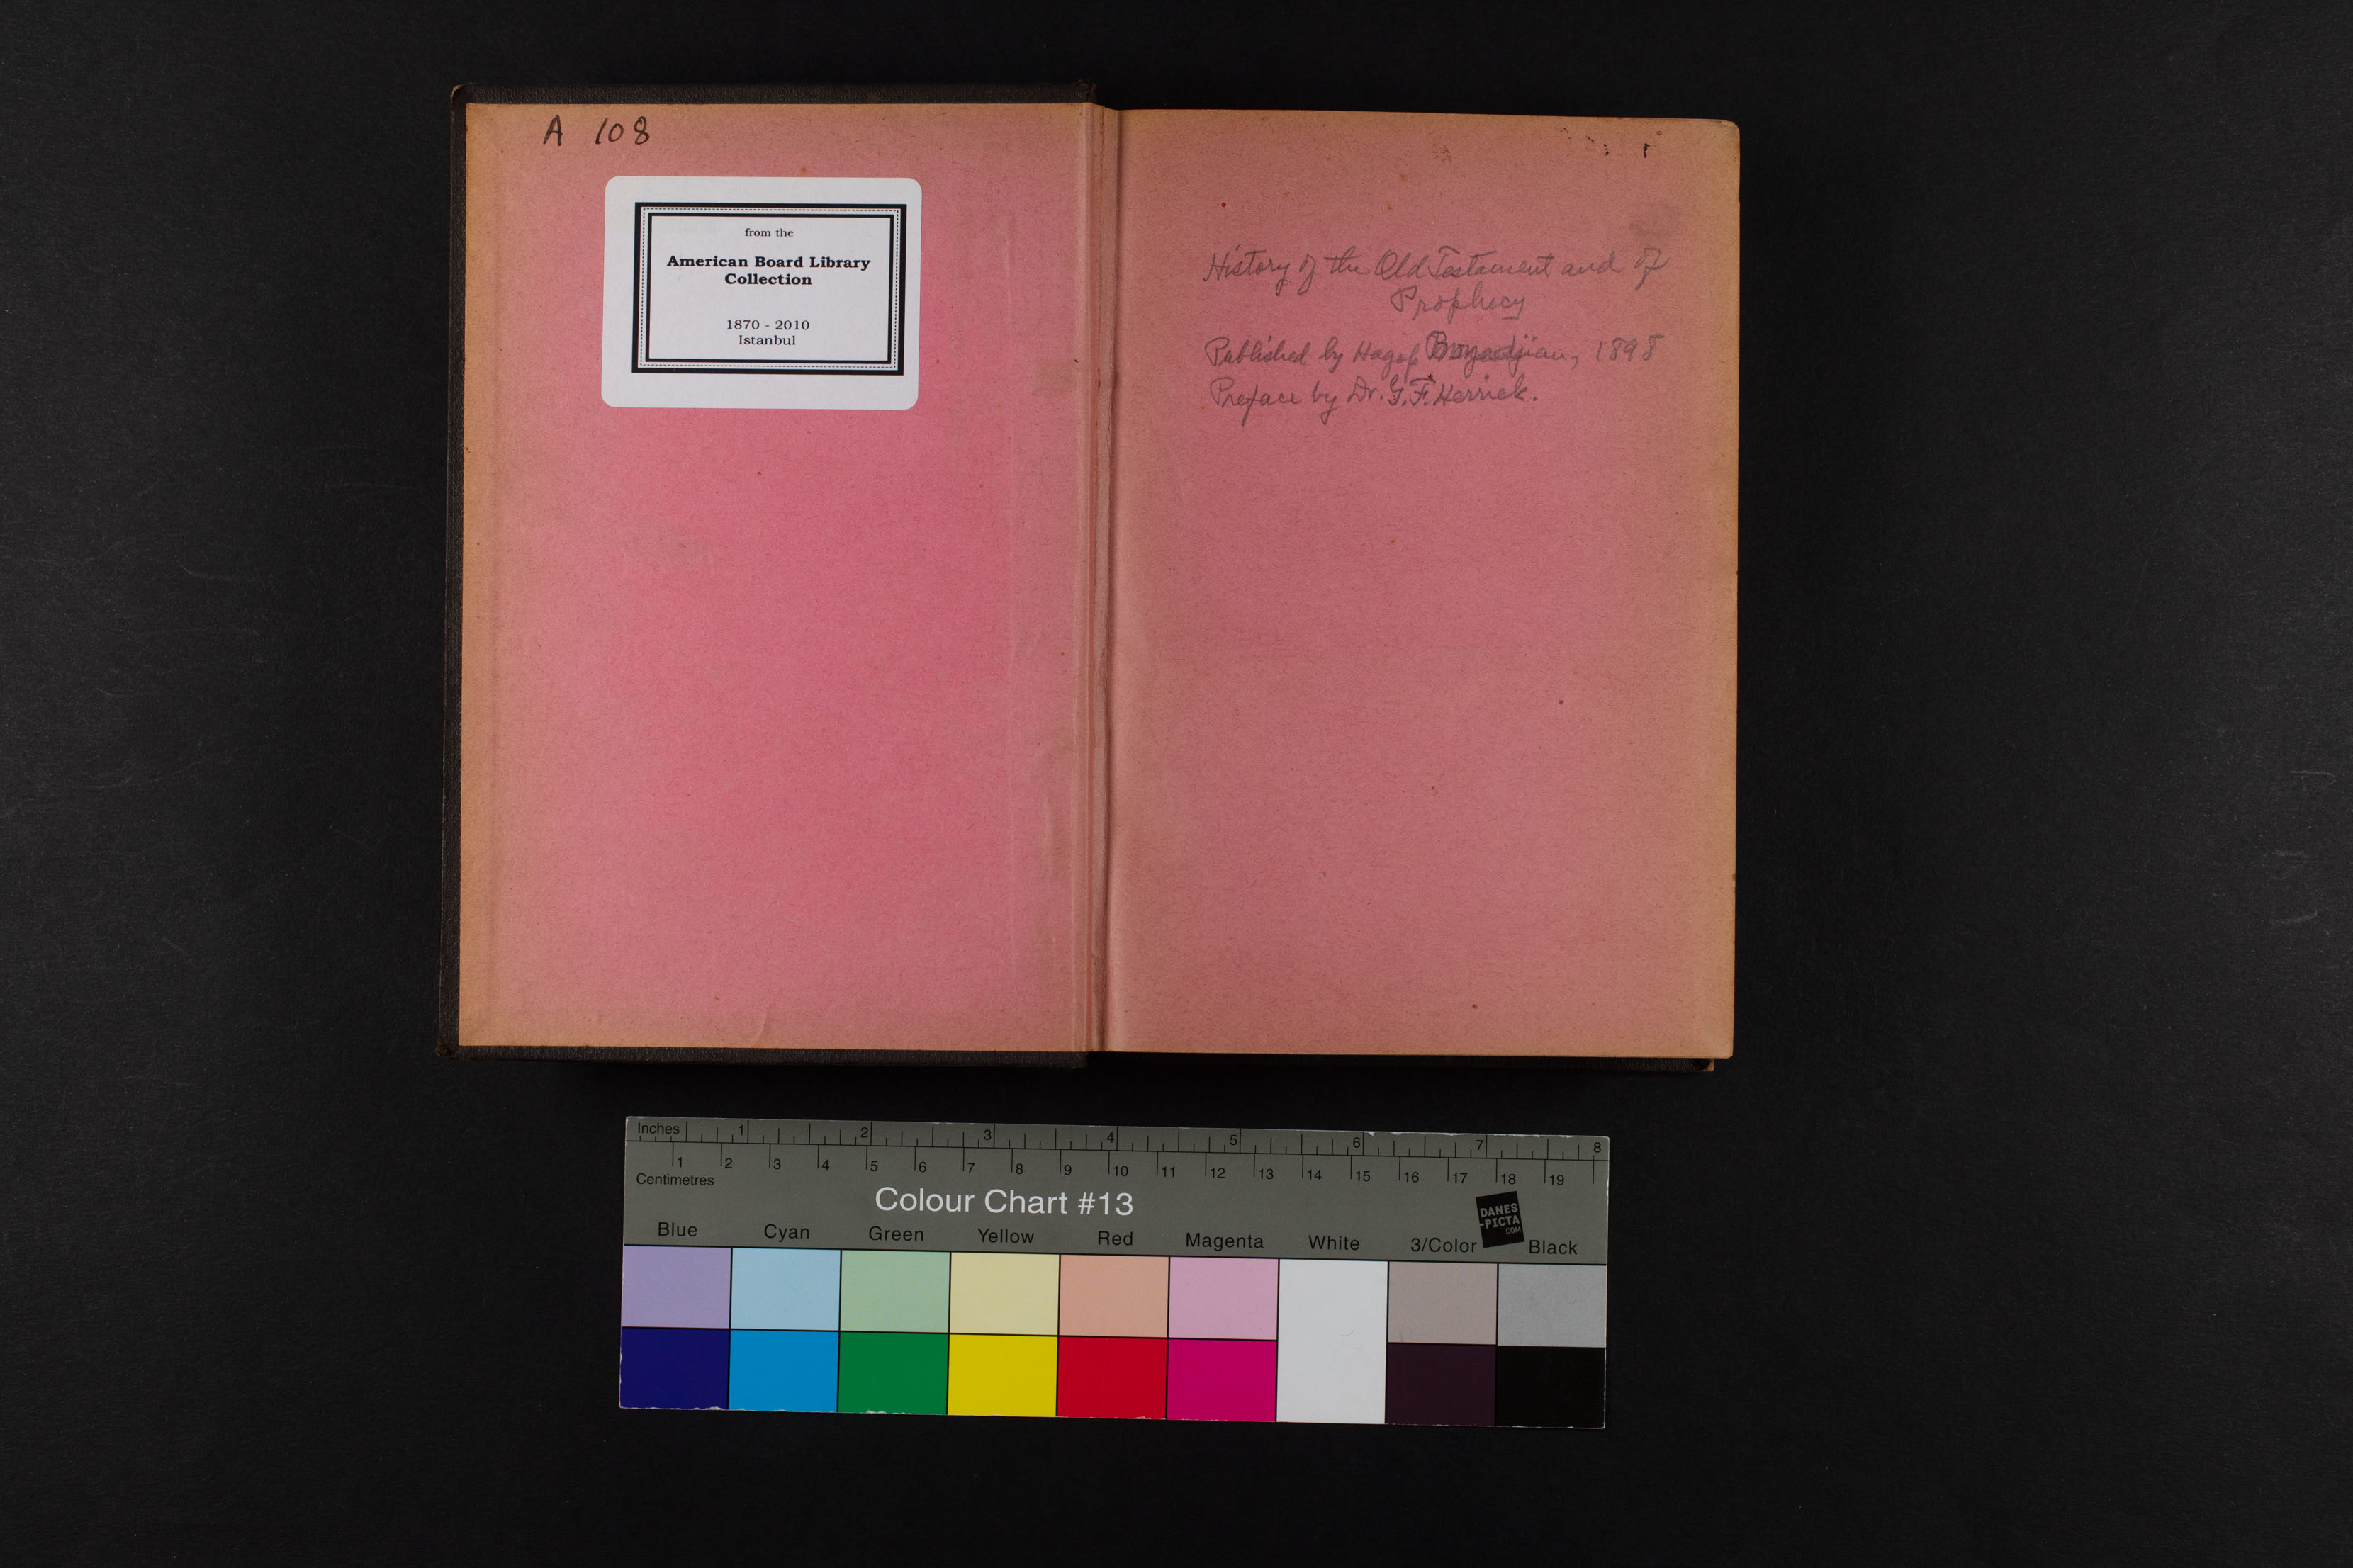 A 108
from the
American Board Library
Collection
1870 - 2010
Istanbul
History of the Old Testament and of
Prophecy
Published by Hagop Boyadjian, 1898
Preface by Dr. G. F. Herrick.
Inches 1 2 3 4 5 6 7 8
1 2 3 4 5 6 7 8 9 10 11 12 13 14 15 16 17 18 19
Centimetres
Colour Chart #13
DANES
-PICTA
.COM
Blue Cyan Green Yellow Red Magenta White 3/Color Black